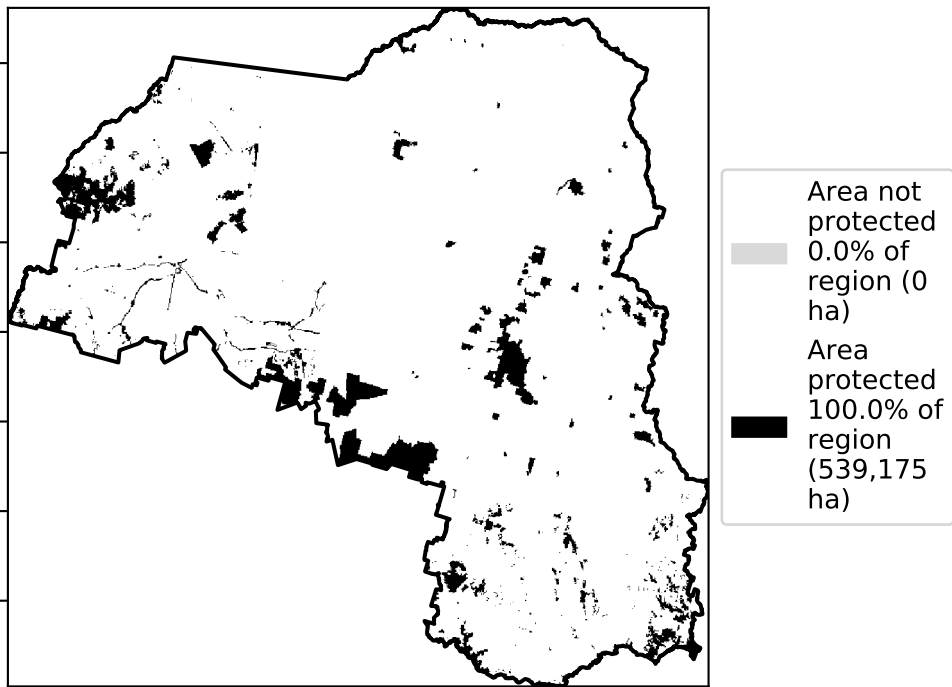 Area not
protected
0.0% of
region (0
ha)
Area
protected
100.0% of
region
(539,175
ha)